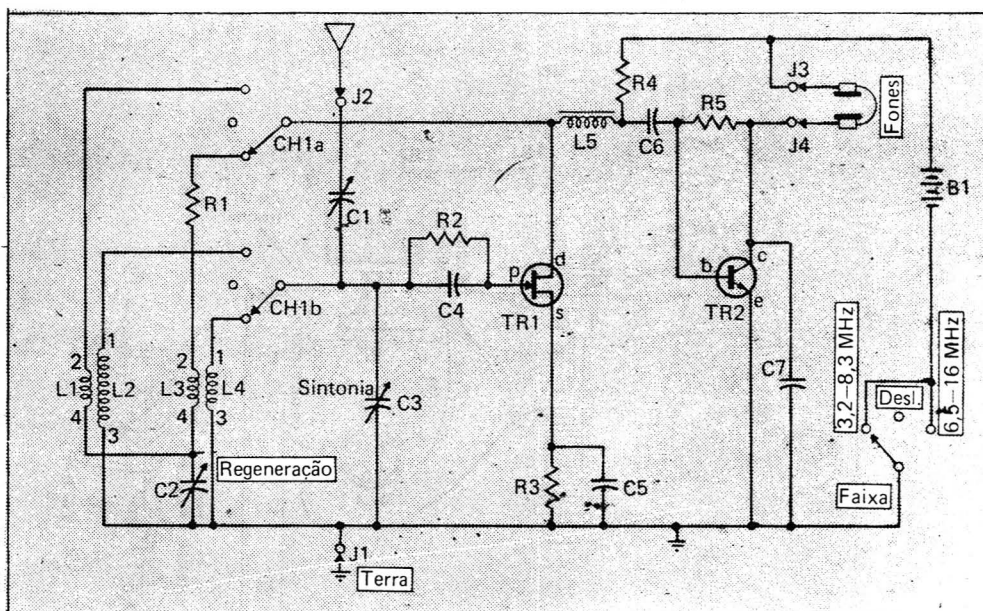 J2
R4
J3
R5
Fones
CH1a
L5
C6
J4
B1
R1
C1
R2
d
p
C4
TR1
s
b
c
e
TR2
CH1b
2
1
2
1
L1
L2
L3
L4
4
3
4
3
Sintonia
C3
C7
3,2–8,3 MHz
Desl.
6,5–16 MHz
Regeneração
C2
R3
C5
Faixa
J1
Terra